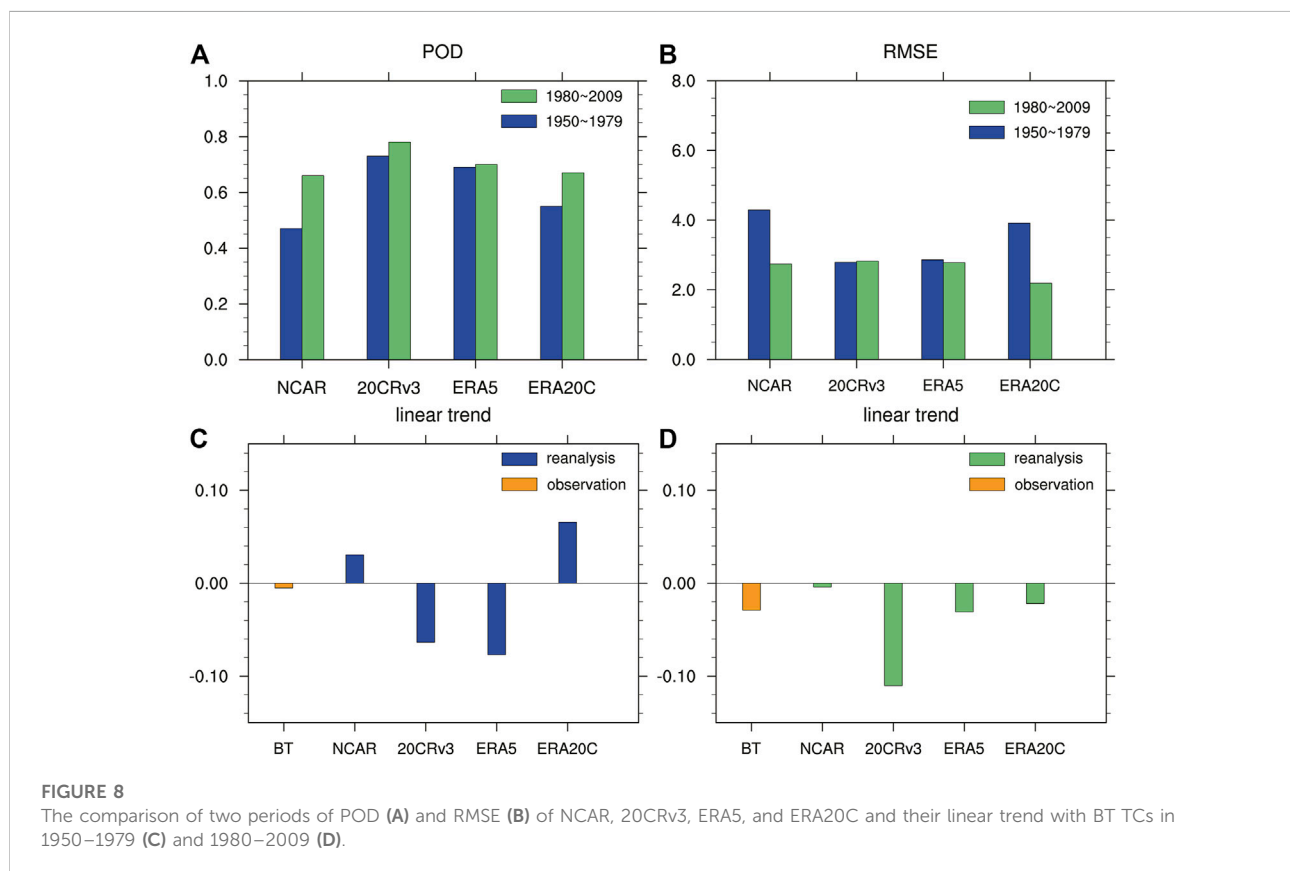 A
POD
1.0
0.8
0.6
0.4
0.2
0.0
1980~2009
1950~1979
NCAR
20CRv3
ERA5
ERA20C
B
RMSE
8.0
6.0
4.0
2.0
0.0
1980~2009
1950~1979
NCAR
20CRv3
ERA5
ERA20C
C
linear trend
0.10
0.00
-0.10
reanalysis
observation
BT
NCAR
20CRv3
ERA5
ERA20C
D
linear trend
0.10
0.00
-0.10
reanalysis
observation
BT
NCAR
20CRv3
ERA5
ERA20C
FIGURE 8
The comparison of two periods of POD (A) and RMSE (B) of NCAR, 20CRv3, ERA5, and ERA20C and their linear trend with BT TCs in
1950–1979 (C) and 1980–2009 (D).